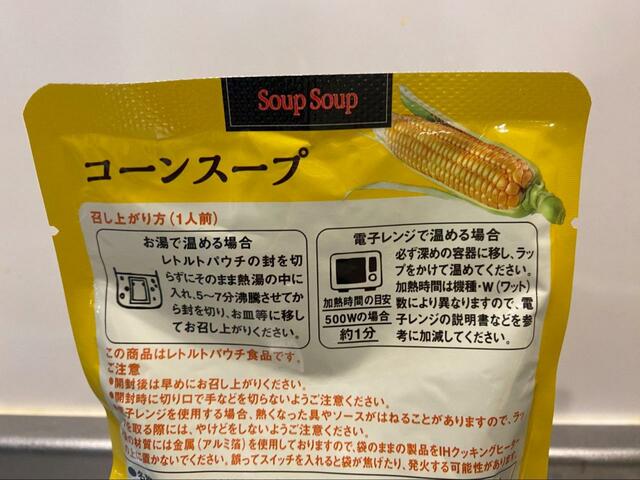 Soup Soup
コーンスープ
召し上がり方(1人前)
お湯で温める場合
レトルトパウチの封を切
らずにそのまま熱湯の中に
入れ、5〜7分沸騰させてか
ら封を切り、お皿等に移し
てお召し上がりください。
電子レンジで温める場合
必ず深めの容器に移し、ラッ
プをかけて温めてください。
加熱時間は機種・W(ワット)
数により異なりますので、電
子レンジの説明書などを参
考に加減してください。
加熱時間の目安
500Wの場合
約1分
この商品はレトルトパウチ食品です。
ご注意
●開封後は早めにお召し上がりください。
●開封時に切り口で手などを切らないようご注意ください。
電子レンジを使用する場合、熱くなった具やソースがはねることがありますので、ラッ
を取る際には、やけどをしないようご注意ください。
の材質には金属(アルミ箔)を使用しておりますので、袋のままの製品をIHクッキングヒーター
の上に置かないでください。誤ってスイッチを入れると袋が焦げたり、発火する可能性があり